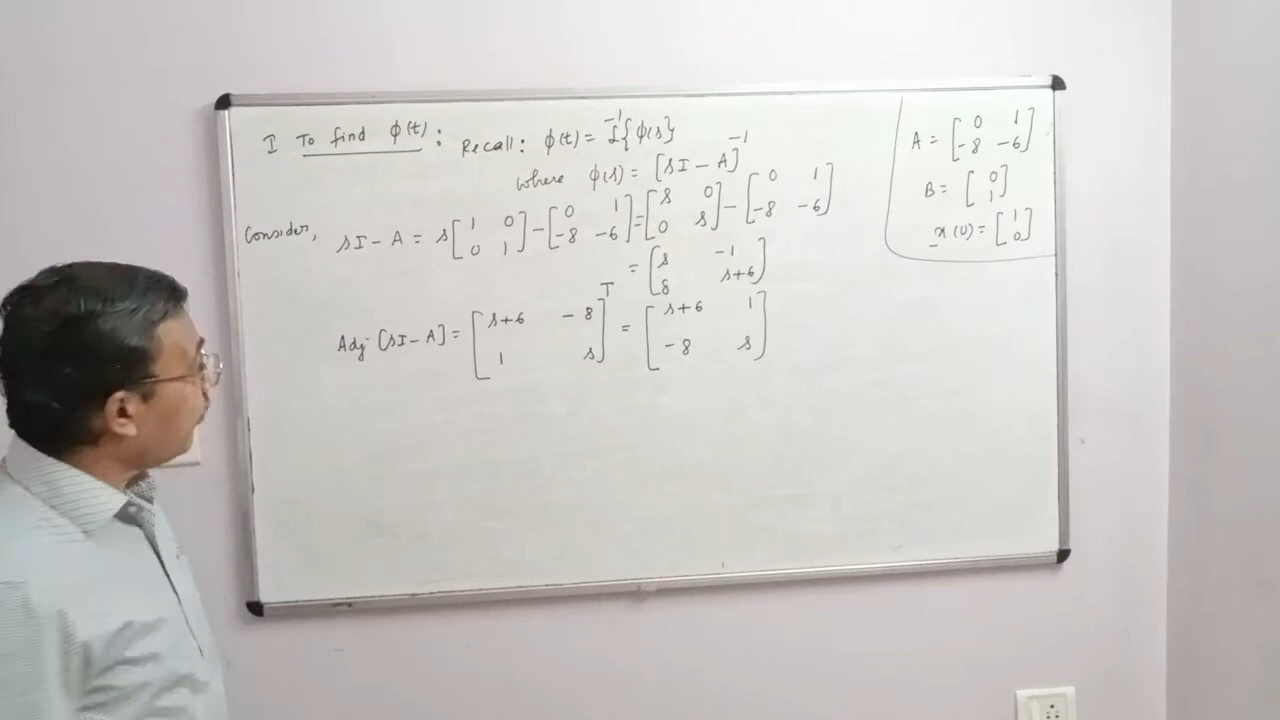 I To find φ(t) : Recall: φ(t) = ℒ⁻¹{φ(s)}
where φ(s) = [sI – A]⁻¹
Consider, sI – A = s[1 0; 0 1] – [0 1; -8 -6] = [s 0; 0 s] – [0 1; -8 -6]
= [s -1; 8 s+6]
Adj [sI – A] = [s+6 -8; 1 s]ᵀ = [s+6 1; -8 s]
A = [0 1; -8 -6]
B = [0; 1]
x(0) = [1; 0]